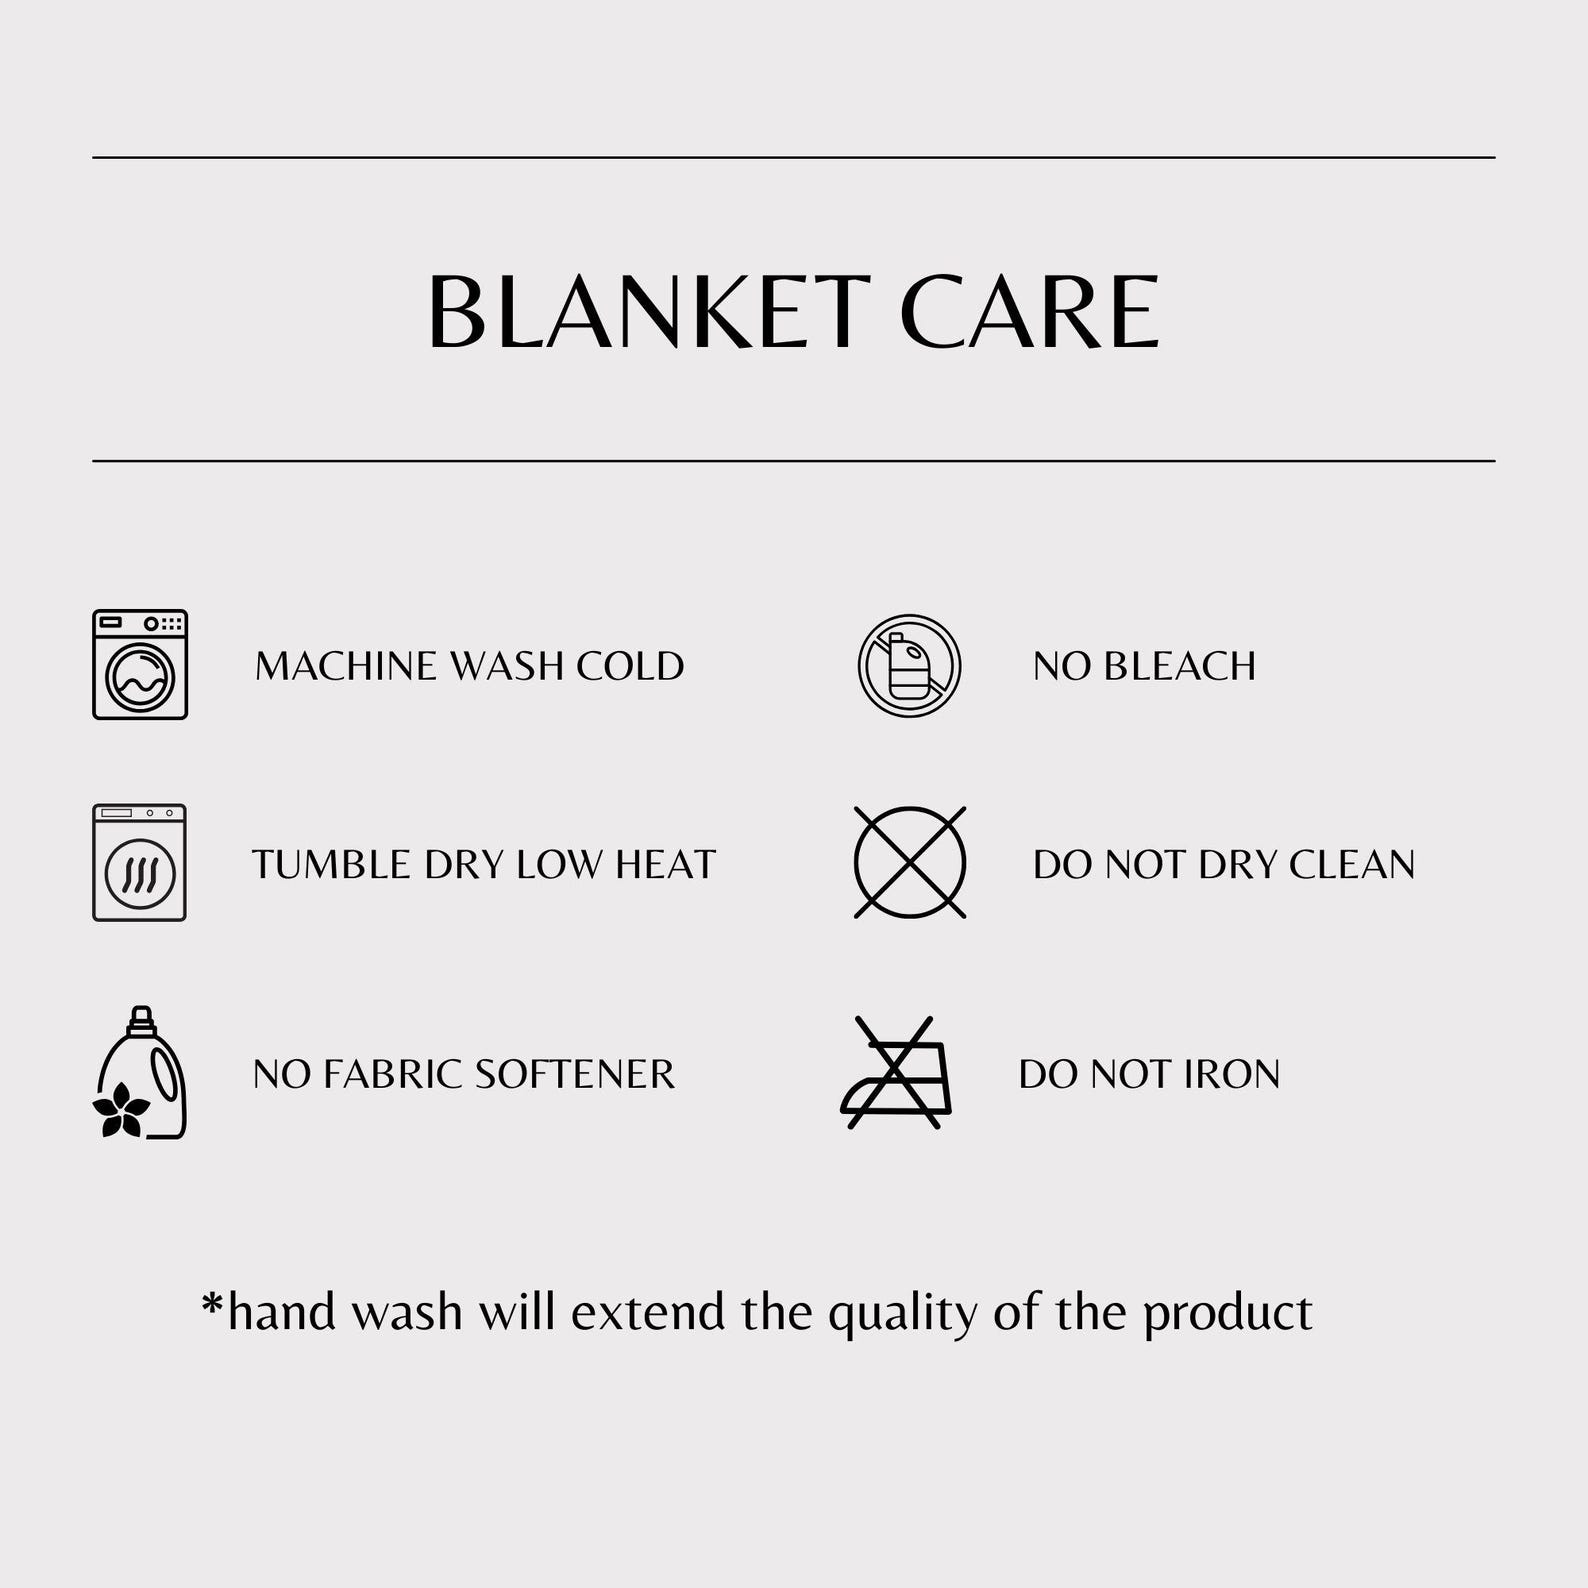 BLANKET CARE
MACHINE WASH COLD
NO BLEACH
TUMBLE DRY LOW HEAT
DO NOT DRY CLEAN
NO FABRIC SOFTENER
DO NOT IRON
*hand wash will extend the quality of the product